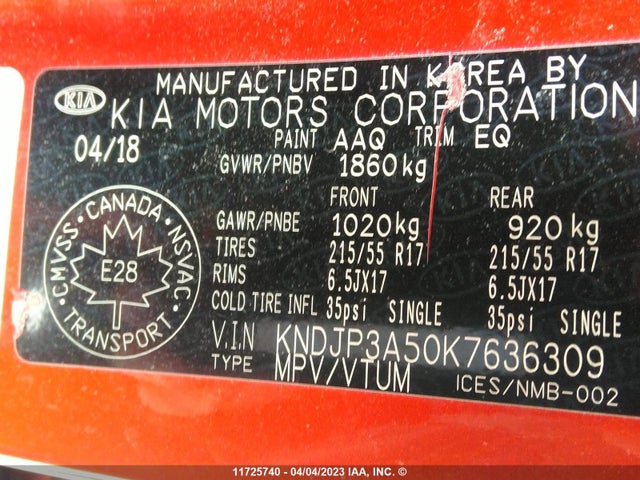 MANUFACTURED IN KOREA BY
KIA KIA MOTORS CORPORATION
04/18 PAINT AAQ TRIM EQ
GVWR/PNBV 1860kg
FRONT REAR
GAWR/PNBE 1020kg 920kg
TIRES 215/55 R17 215/55 R17
RIMS 6.5JX17 6.5JX17
COLD TIRE INFL 35psi SINGLE 35psi SINGLE
V.I.N KNDJP3A50K7636309
TYPE MPV/VTUM ICES/NMB-002
CMVSS · CANADA · NSVAC
E28
TRANSPORT
11725740 - 04/04/2023 IAA, INC. ©